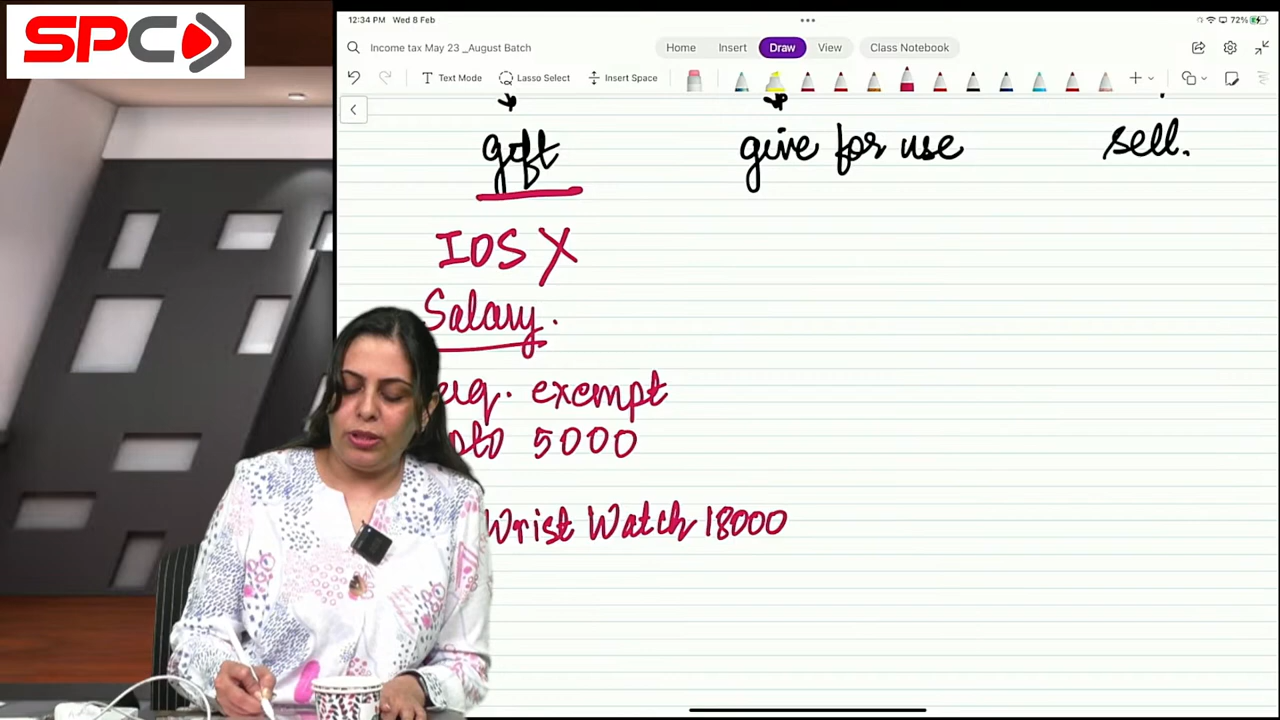 SPC
12:34 PM Wed 8 Feb
72%
Income tax May 23 _August Batch
Home Insert Draw View Class Notebook
Text Mode Lasso Select Insert Space
gift give for use sell.
IOS X
Salary.
exempt
5000
Wrist Watch 18000